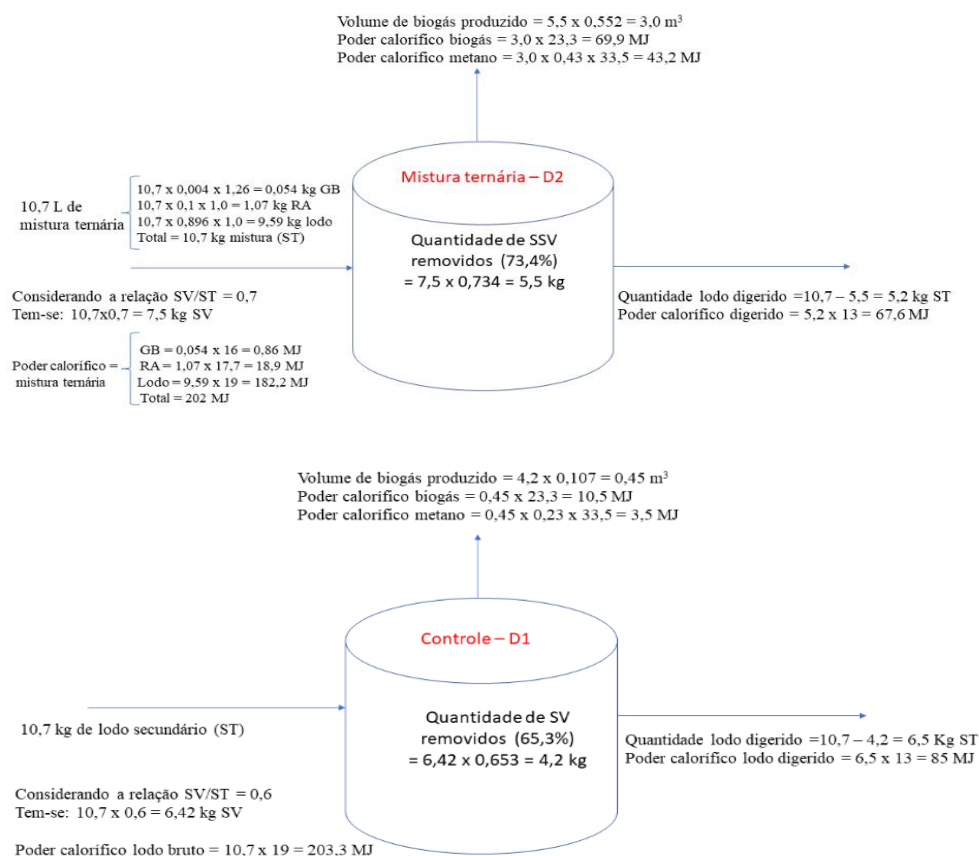 Volume de biogás produzido = 5,5 x 0,552 = 3,0 m³
Poder calorífico biogás = 3,0 x 23,3 = 69,9 MJ
Poder calorífico metano = 3,0 x 0,43 x 33,5 = 43,2 MJ
Mistura ternária – D2
10,7 L de
mistura ternária
10,7 x 0,004 x 1,26 = 0,054 kg GB
10,7 x 0,1 x 1,0 = 1,07 kg RA
10,7 x 0,896 x 1,0 = 9,59 kg lodo
Total = 10,7 kg mistura (ST)
Quantidade de SSV
removidos (73,4%)
= 7,5 x 0,734 = 5,5 kg
Considerando a relação SV/ST = 0,7
Tem-se: 10,7x0,7 = 7,5 kg SV
Quantidade lodo digerido =10,7 – 5,5 = 5,2 kg ST
Poder calorífico digerido = 5,2 x 13 = 67,6 MJ
Poder calorífico =
mistura ternária
GB = 0,054 x 16 = 0,86 MJ
RA = 1,07 x 17,7 = 18,9 MJ
Lodo = 9,59 x 19 = 182,2 MJ
Total = 202 MJ
Volume de biogás produzido = 4,2 x 0,107 = 0,45 m³
Poder calorífico biogás = 0,45 x 23,3 = 10,5 MJ
Poder calorífico metano = 0,45 x 0,23 x 33,5 = 3,5 MJ
Controle – D1
10,7 kg de lodo secundário (ST)
Quantidade de SV
removidos (65,3%)
= 6,42 x 0,653 = 4,2 kg
Quantidade lodo digerido =10,7 – 4,2 = 6,5 Kg ST
Poder calorífico lodo digerido = 6,5 x 13 = 85 MJ
Considerando a relação SV/ST = 0,6
Tem-se: 10,7 x 0,6 = 6,42 kg SV
Poder calorífico lodo bruto = 10,7 x 19 = 203,3 MJ